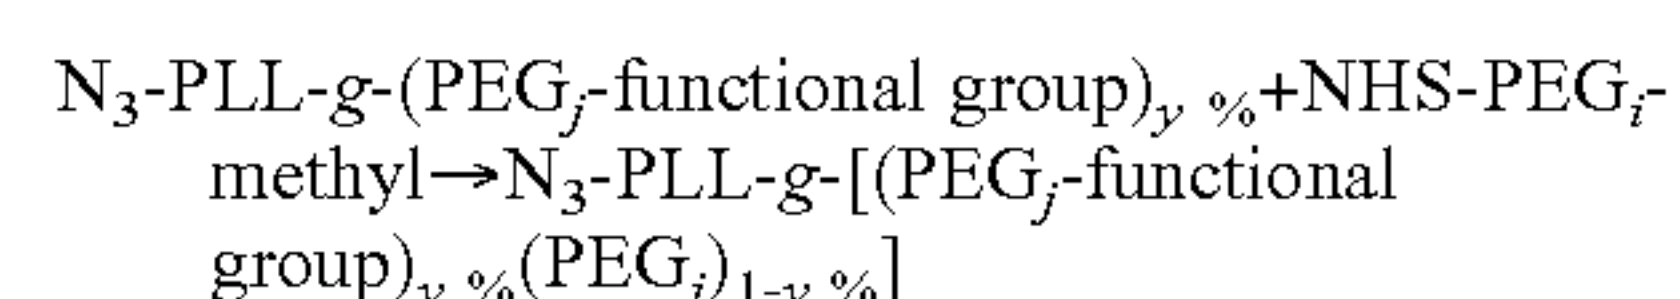 N₃-PLL-g-(PEGⱼ-functional group)y %+NHS-PEGᵢ-
methyl→N₃-PLL-g-[(PEGⱼ-functional
group)y %(PEGᵢ)1-y %]